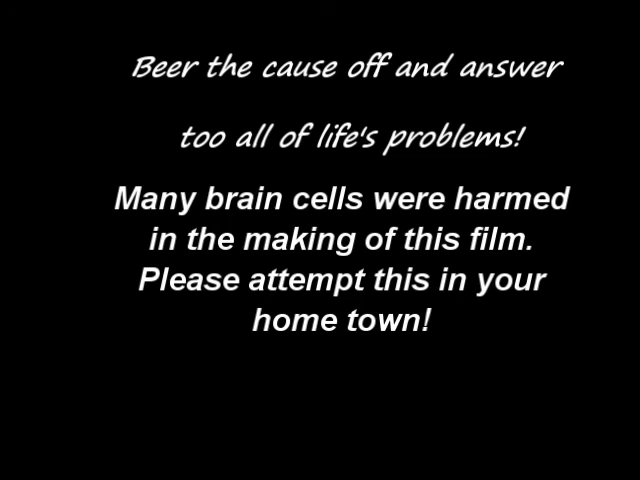 Beer the cause off and answer
too all of life's problems!
Many brain cells were harmed
in the making of this film.
Please attempt this in your
home town!